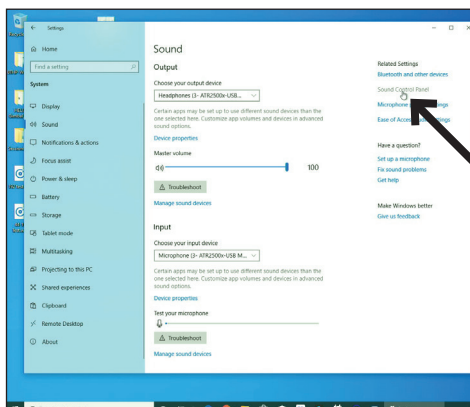 Settings
Home
Find a setting
System
Display
Sound
Notifications & actions
Focus assist
Power & sleep
Battery
Storage
Tablet mode
Multitasking
Projecting to this PC
Shared experiences
Clipboard
Remote Desktop
About
Sound
Output
Choose your output device
Headphones (3- ATR2500x-USB...
Certain apps may be set up to use different sound devices than the
one selected here. Customize app volumes and devices in advanced
sound options.
Device properties
Master volume
100
Troubleshoot
Manage sound devices
Input
Choose your input device
Microphone (3- ATR2500x-USB M...
Certain apps may be set up to use different sound devices than the
one selected here. Customize app volumes and devices in advanced
sound options.
Device properties
Test your microphone
Troubleshoot
Manage sound devices
Related Settings
Bluetooth and other devices
Sound Control Panel
Microphone
Ease of
Have a question?
Set up a microphone
Fix sound problems
Get help
Make Windows better
Give us feedback